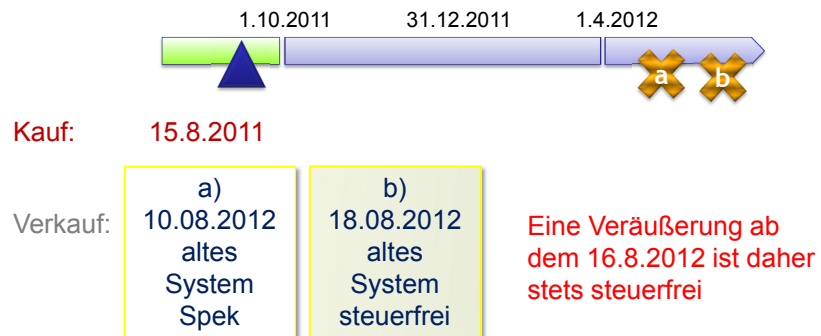 1.10.2011 31.12.2011 1.4.2012
a b
Kauf: 15.8.2011
Verkauf:
a)
10.08.2012
altes
System
Spek
b)
18.08.2012
altes
System
steuerfrei
Eine Veräußerung ab
dem 16.8.2012 ist daher
stets steuerfrei